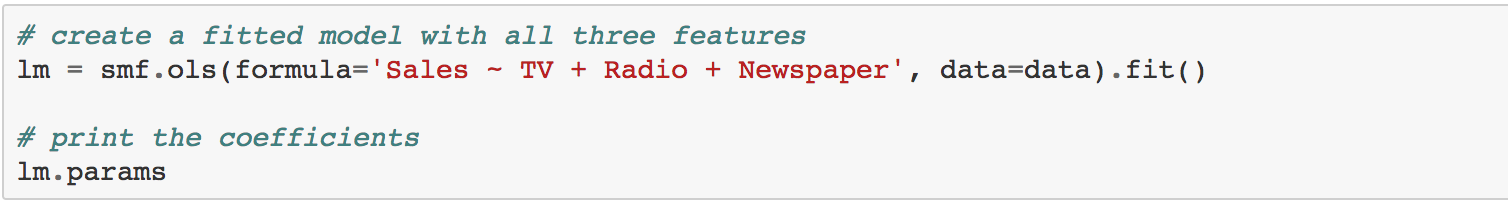 # create a fitted model with all three features
lm = smf.ols(formula='Sales ~ TV + Radio + Newspaper', data=data).fit()
# print the coefficients
lm.params